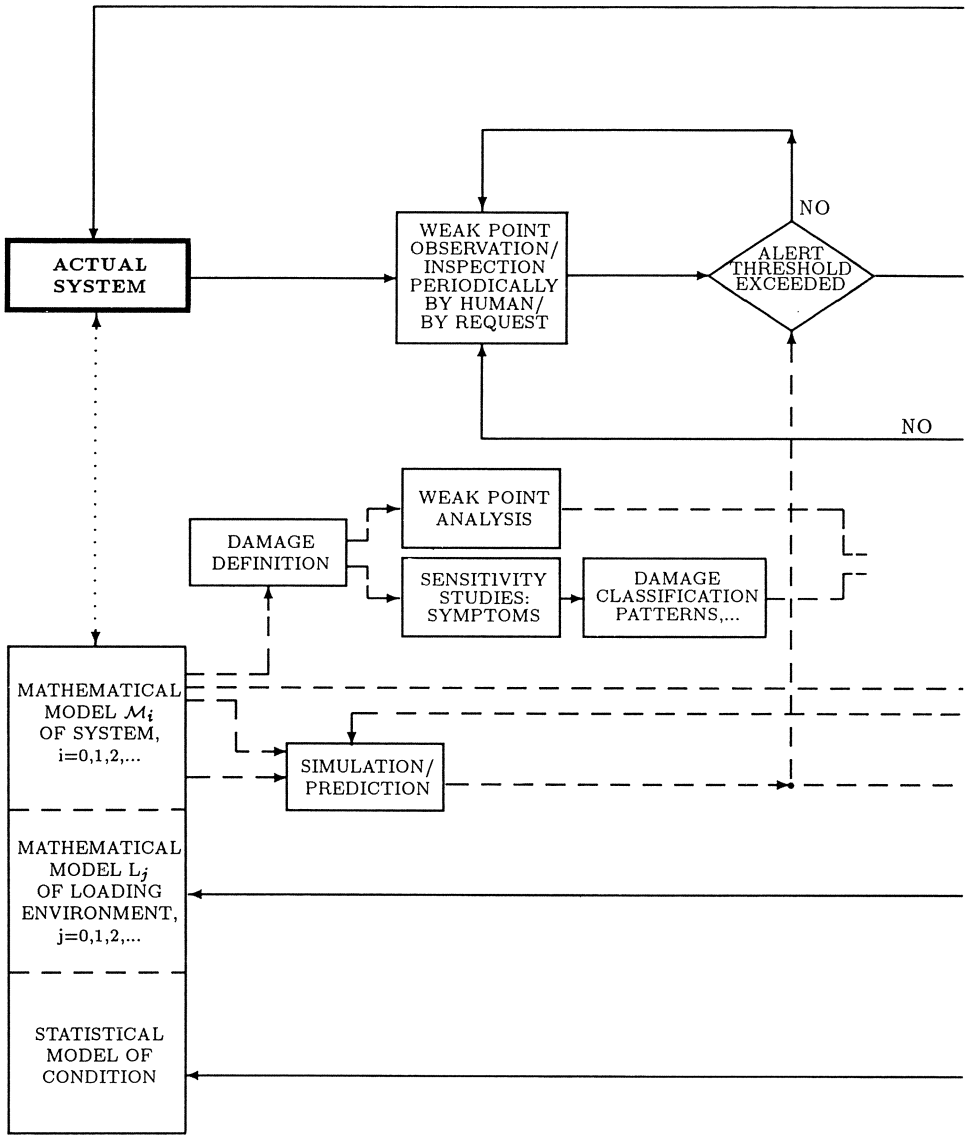 ACTUAL
SYSTEM
WEAK POINT
OBSERVATION/
INSPECTION
PERIODICALLY
BY HUMAN/
BY REQUEST
NO
ALERT
THRESHOLD
EXCEEDED
NO
WEAK POINT
ANALYSIS
DAMAGE
DEFINITION
SENSITIVITY
STUDIES:
SYMPTOMS
DAMAGE
CLASSIFICATION
PATTERNS,...
MATHEMATICAL
MODEL ℳi
OF SYSTEM,
i=0,1,2,...
SIMULATION/
PREDICTION
MATHEMATICAL
MODEL Lj
OF LOADING
ENVIRONMENT,
j=0,1,2,...
STATISTICAL
MODEL OF
CONDITION